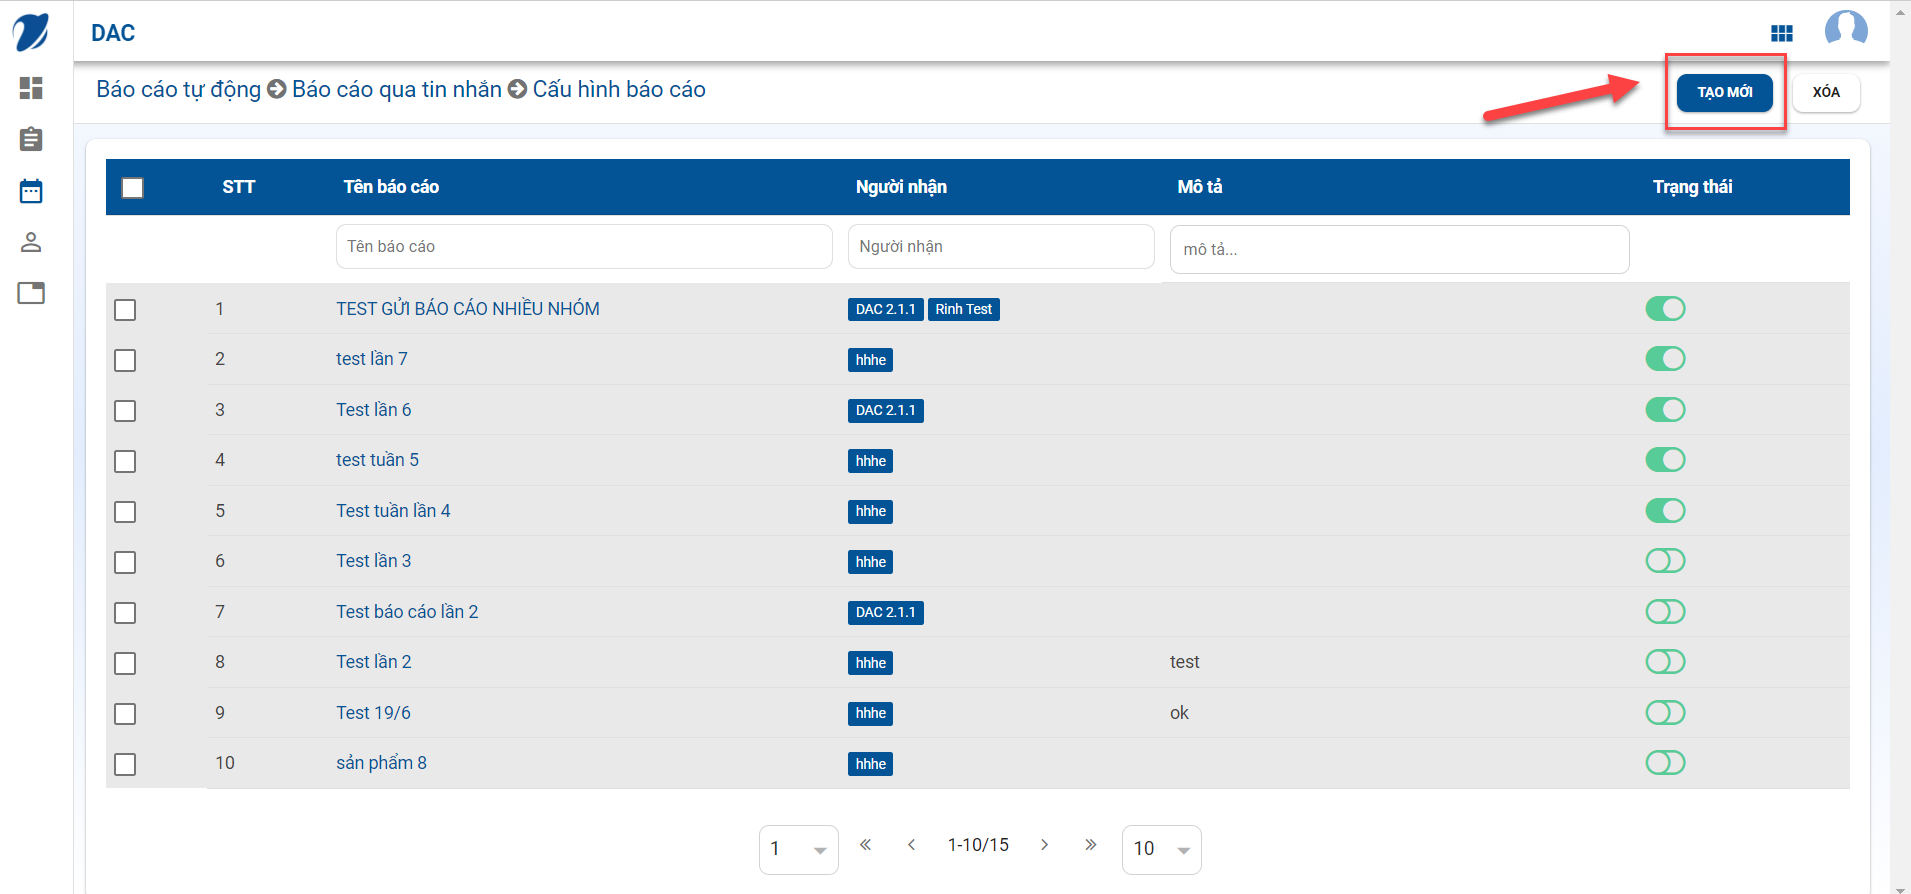 DAC
Báo cáo tự động Báo cáo qua tin nhắn Cấu hình báo cáo
TẠO MỚI XÓA
STT Tên báo cáo Người nhận Mô tả Trạng thái
Tên báo cáo Người nhận mô tả...
1 TEST GỬI BÁO CÁO NHIỀU NHÓM DAC 2.1.1 Rinh Test
2 test lần 7 hhhe
3 Test lần 6 DAC 2.1.1
4 test tuần 5 hhhe
5 Test tuần lần 4 hhhe
6 Test lần 3 hhhe
7 Test báo cáo lần 2 DAC 2.1.1
8 Test lần 2 hhhe test
9 Test 19/6 hhhe ok
10 sản phẩm 8 hhhe
1 « ‹ 1-10/15 › » 10